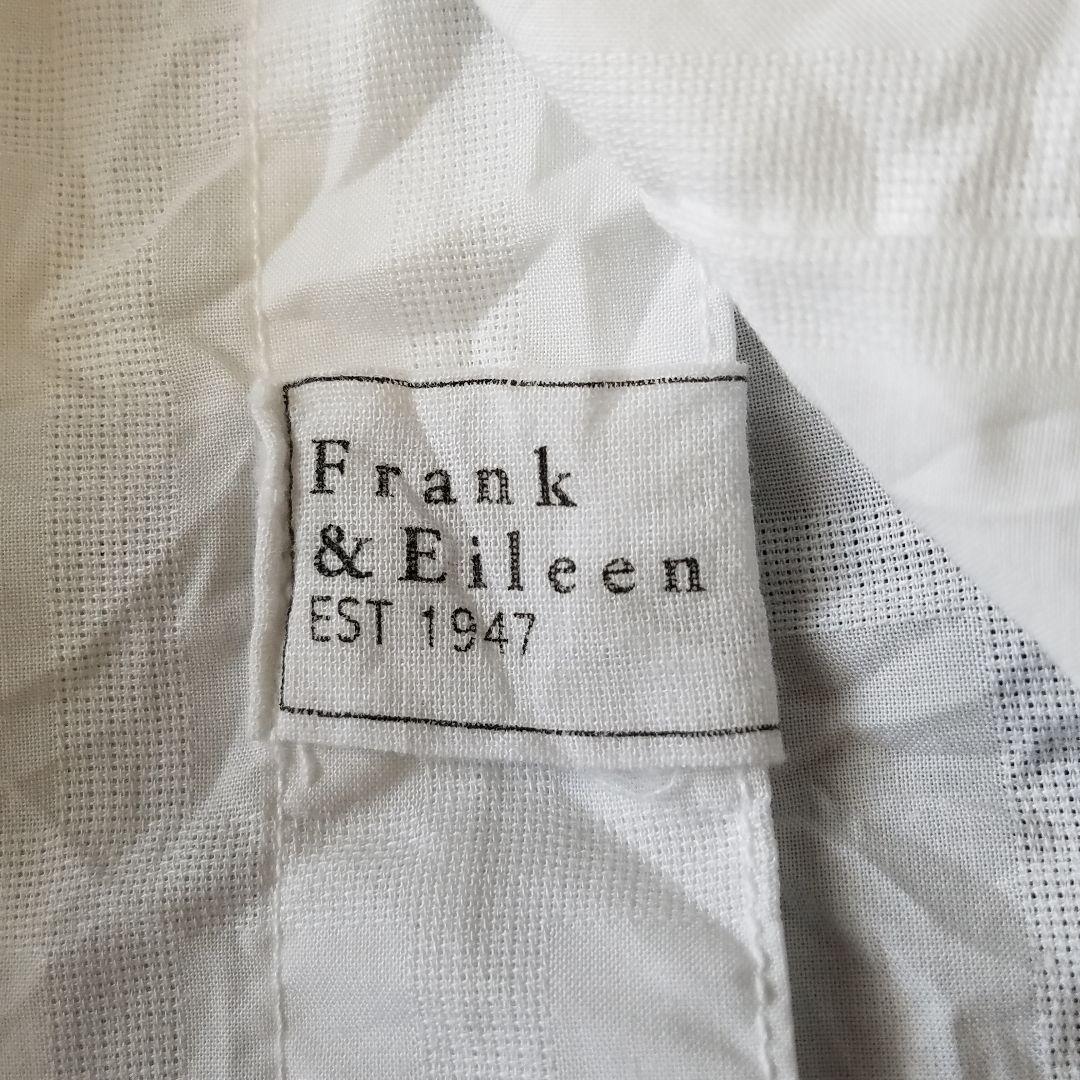 Frank
& Eileen
EST 1947